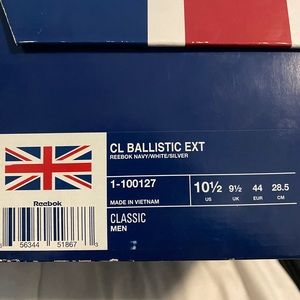 CL BALLISTIC EXT
REEBOK NAVY/WHITE/SILVER
1-100127
10½ 9½ 44 28.5
US UK EUR CM
MADE IN VIETNAM
Reebok
CLASSIC
MEN
56344 51867